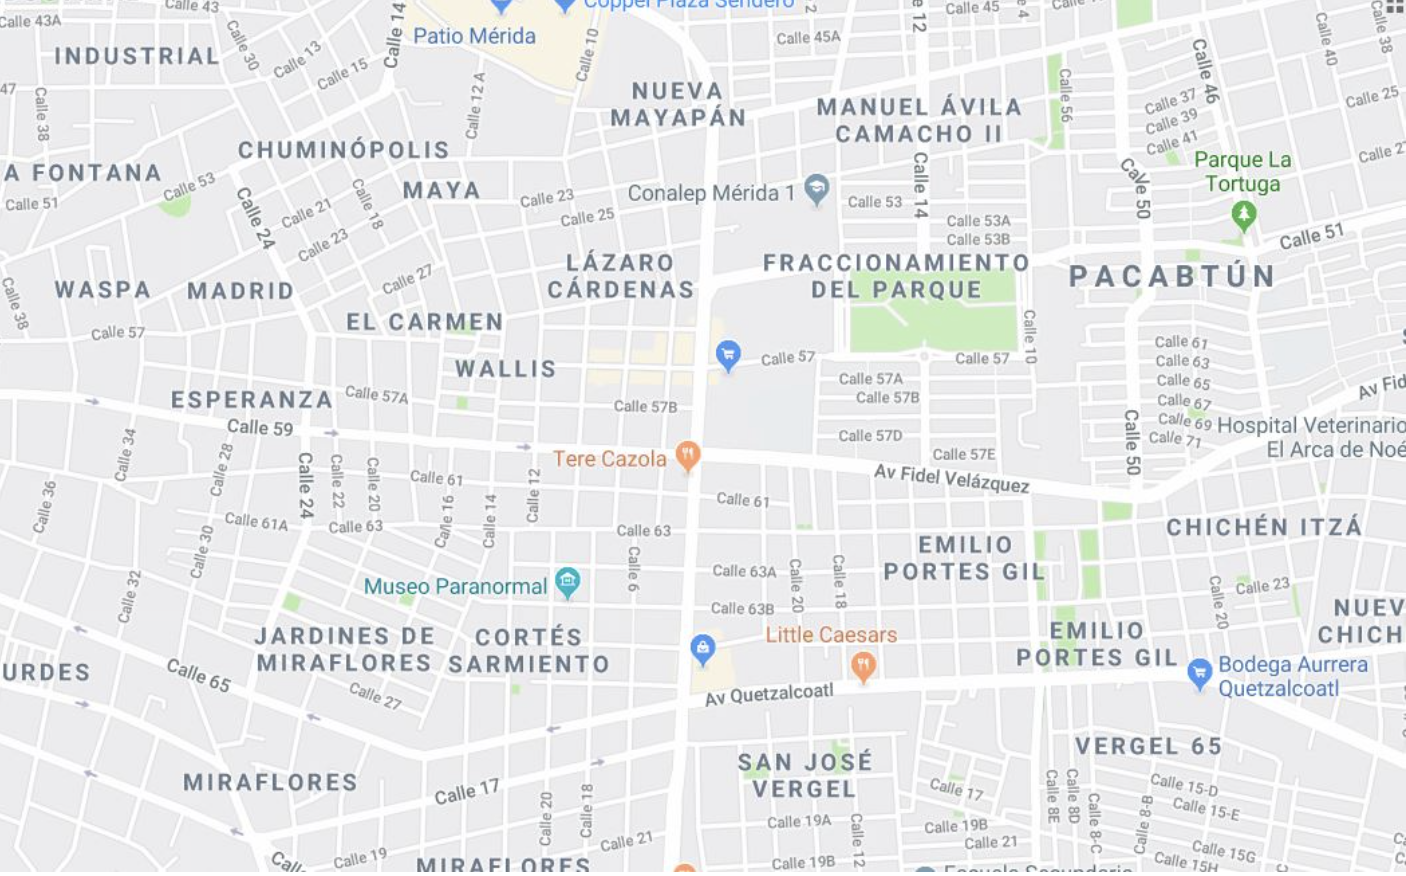 Calle 43
Coppel Plaza Sendero
Calle 45
Calle 43A
Calle 14
Patio Mérida
Calle 10
Calle 45A
INDUSTRIAL
Calle 30
Calle 13
Calle 15
Calle 46
Calle 40
Calle 38
47
Calle 38
Calle 12 A
NUEVA
MAYAPÁN
MANUEL ÁVILA
CAMACHO II
Calle 56
Calle 37
Calle 39
Calle 41
Calle 25
CHUMINÓPOLIS
Parque La
Tortuga
A FONTANA
Calle 53
Calle 51
Calle 24
Calle 18
MAYA
Calle 23
Calle 25
Conalep Mérida 1
Calle 53
Calle 14
Calle 53A
Calle 53B
Calle 50
Calle 51
Calle 21
Calle 23
Calle 27
LÁZARO
CÁRDENAS
FRACCIONAMIENTO
DEL PARQUE
PACABTÚN
WASPA
MADRID
Calle 38
Calle 57
EL CARMEN
WALLIS
Calle 57
Calle 57
Calle 10
Calle 61
Calle 63
Calle 65
Calle 67
Calle 69
Calle 71
Av Fid
Hospital Veterinario
El Arca de Noé
ESPERANZA
Calle 57A
Calle 57B
Calle 57A
Calle 57B
Calle 57D
Calle 57E
Calle 50
Calle 59
Calle 34
Calle 28
Calle 24
Calle 22
Calle 20
Calle 61
Calle 16
Calle 14
Calle 12
Tere Cazola
Av Fidel Velázquez
Calle 36
Calle 61A
Calle 30
Calle 63
Calle 61
Calle 63
CHICHÉN ITZÁ
EMILIO
PORTES GIL
Calle 32
Museo Paranormal
Calle 6
Calle 63A
Calle 20
Calle 18
Calle 63B
Calle 20
Calle 23
NUEV
CHICH
JARDINES DE
MIRAFLORES
CORTÉS
SARMIENTO
Little Caesars
EMILIO
PORTES GIL
URDES
Calle 65
Calle 27
Av Quetzalcoatl
Bodega Aurrera
Quetzalcoatl
MIRAFLORES
Calle 17
SAN JOSÉ
VERGEL
VERGEL 65
Calle 17
Calle 8E
Calle 8D
Calle 8-C
Calle 8-B
Calle 15-D
Calle 15-E
Calle 20
Calle 18
Calle 21
Calle 19A
Calle 12
Calle 19B
Calle 21
Calle 15G
Calle 15H
Calle 19
MIRAFLORES
Calle 19B
Escuela Secundaria